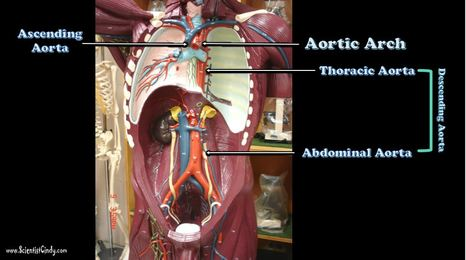 Ascending
Aorta
Aortic Arch
Thoracic Aorta
Descending Aorta
Abdominal Aorta
www.ScientistCindy.com